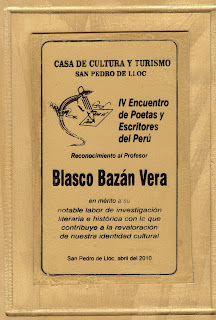 CASA DE CULTURA Y TURISMO
SAN PEDRO DE LLOC
IV Encuentro
de Poetas y
Escritores
del Perú
Reconocimiento al Profesor
Blasco Bazán Vera
en mérito a su
notable labor de investigación
literaria e histórica con la que
contribuye a la revaloración
de nuestra identidad cultural
San Pedro de Lloc, abril del 2010